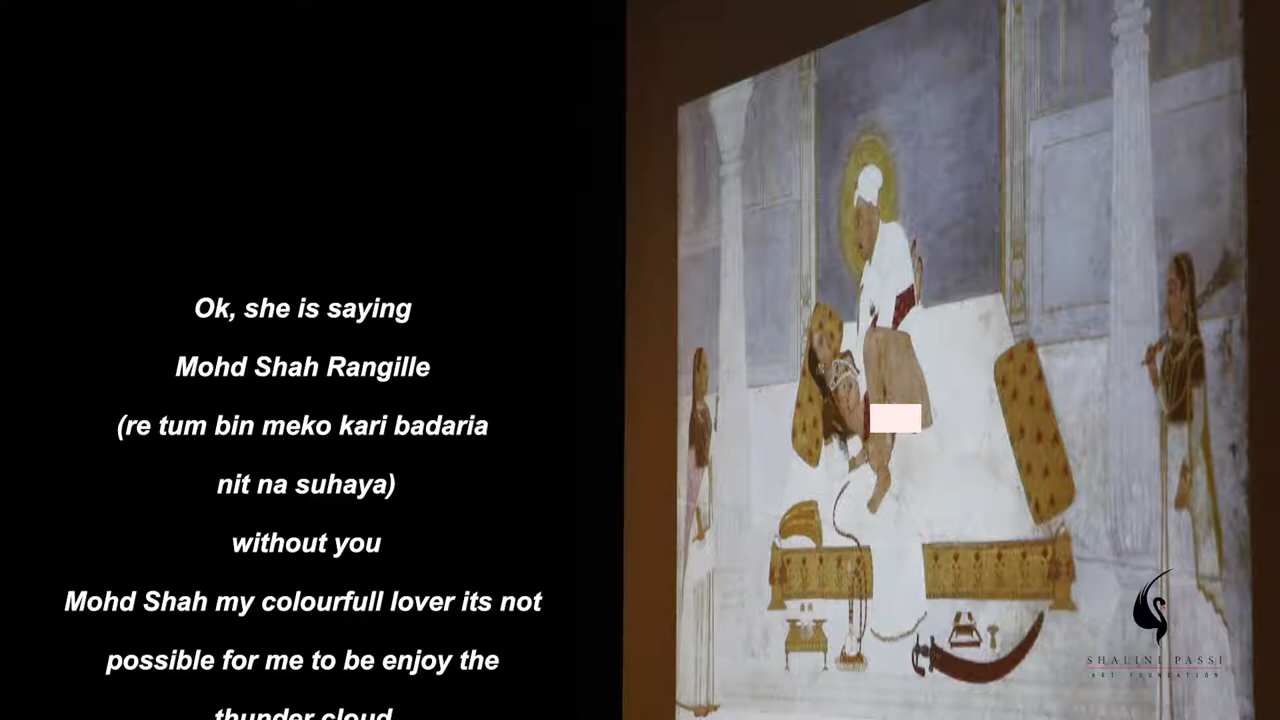 Ok, she is saying
Mohd Shah Rangille
(re tum bin meko kari badaria
nit na suhaya)
without you
Mohd Shah my colourfull lover its not
possible for me to be enjoy the
thunder cloud
SHALINI PASSI
ART FOUNDATION